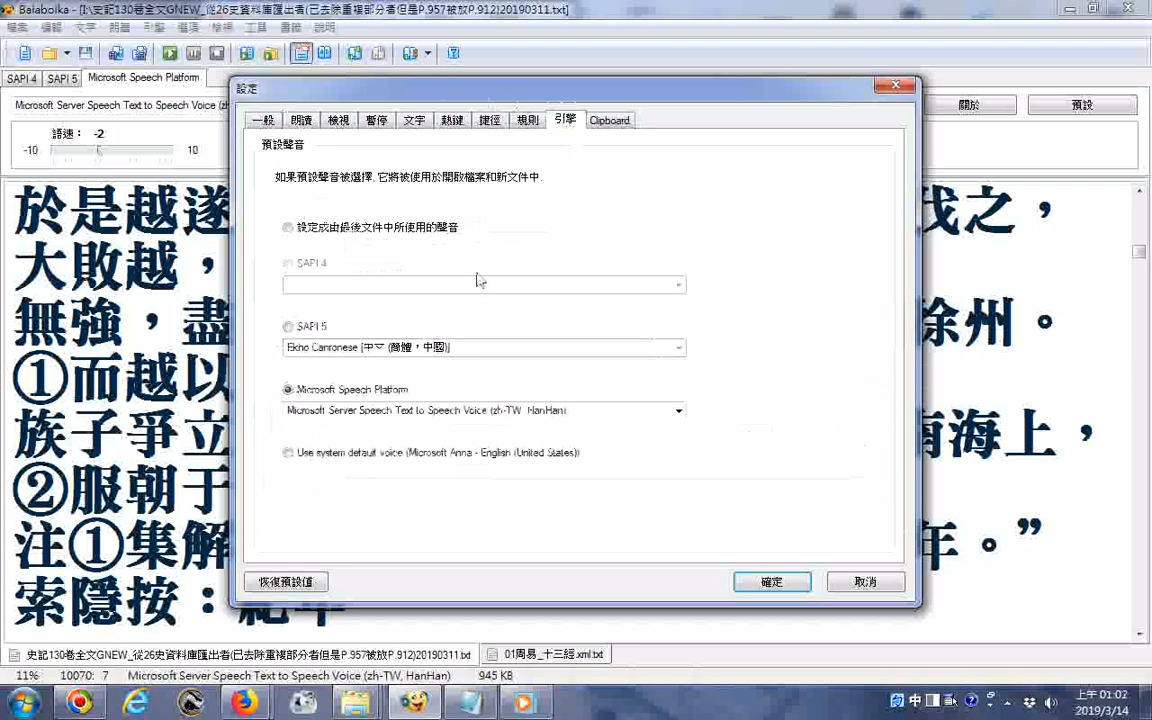 Balabolka - [I:\史記130卷全文GNEW_從26史資料庫匯出者(已去除重複部分者但是P.957被放P.912)20190311.txt]
檔案 編輯 文字 朗讀 引擎 選項 檢視 工具 書籤 說明
SAPI 4 SAPI 5 Microsoft Speech Platform
設定
Microsoft Server Speech Text to Speech Voice (zh
關於 預設
一般 朗讀 檢視 暫停 文字 熱鍵 捷徑 規則 引擎 Clipboard
語速： -2
-10 10
預設聲音
如果預設聲音被選擇, 它將被使用於開啟檔案和新文件中.
設定成由最後文件中所使用的聲音
SAPI 4
SAPI 5
Ekho Cantonese [中文 (簡體，中國)]
Microsoft Speech Platform
Microsoft Server Speech Text to Speech Voice (zh-TW, HanHan)
Use system default voice (Microsoft Anna - English (United States))
恢復預設值 確定 取消
於是越遂 伐之，
大敗越，
無強，盡 徐州。
①而越以
族子爭立 南海上，
②服朝于
注①集解 年。”
索隱按：紀年
史記130卷全文GNEW_從26史資料庫匯出者(已去除重複部分者但是P.957被放P.912)20190311.txt 01周易_十三經.xml.txt
11% 10070: 7 Microsoft Server Speech Text to Speech Voice (zh-TW, HanHan) 945 KB
中
上午 01:02
2019/3/14